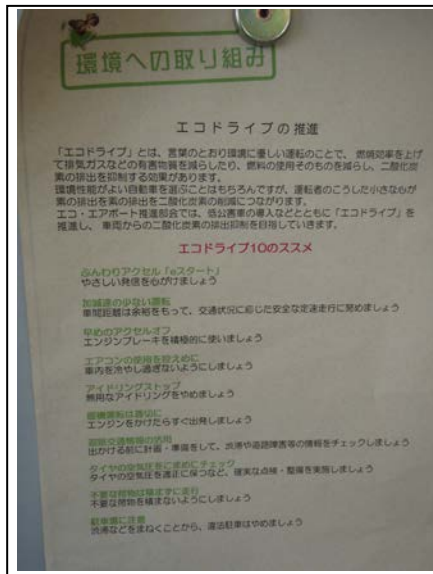 環境への取り組み
エコドライブの推進
「エコドライブ」とは、言葉のとおり環境に優しい運転のことで、燃焼効率を上げ
て排気ガスなどの有害物質を減らしたり、燃料の使用そのものを減らし、二酸化炭
素の排出を抑制する効果があります。
環境性能がよい自動車を選ぶことはもちろんですが、運転者のこうした小さな心が
素の排出を素の排出を二酸化炭素の削減につながります。
エコ・エアポート推進部会では、低公害車の導入などとともに「エコドライブ」を
推進し、車両からの二酸化炭素の排出抑制を目指していきます。
エコドライブ10のススメ
ふんわりアクセル「eスタート」
やさしい発信を心がけましょう
加減速の少ない運転
車間距離は余裕をもって、交通状況に応じた安全な定速走行に努めましょう
早めのアクセルオフ
エンジンブレーキを積極的に使いましょう
エアコンの使用を控えめに
車内を冷やし過ぎないようにしましょう
アイドリングストップ
無用なアイドリングをやめましょう
暖機運転は適切に
エンジンをかけたらすぐ出発しましょう
道路交通情報の活用
出かける前に計画・準備をして、渋滞や道路障害等の情報をチェックしましょう
タイヤの空気圧をこまめにチェック
タイヤの空気圧を適正に保つなど、確実な点検・整備を実施しましょう
不要な荷物は積まずに走行
不要な荷物を積まないようにしましょう
駐車場に注意
渋滞などをまねくことから、違法駐車はやめましょう